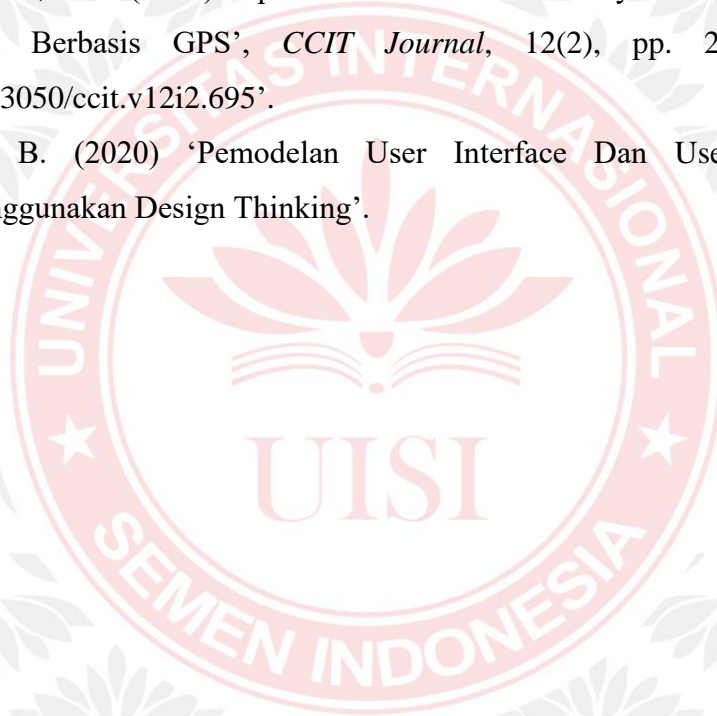 Berbasis GPS’, CCIT Journal, 12(2), pp. 2
3050/ccit.v12i2.695’.
B. (2020) ‘Pemodelan User Interface Dan Use
nggunakan Design Thinking’.
UNIVERSITAS INTERNASIONAL
UISI
SEMEN INDONESIA